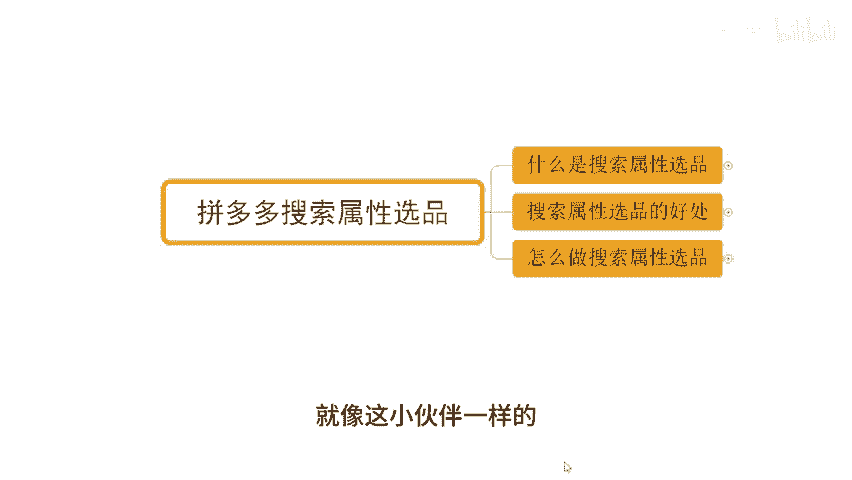 拼多多搜索属性选品
什么是搜索属性选品
搜索属性选品的好处
怎么做搜索属性选品
就像这小伙伴一样的